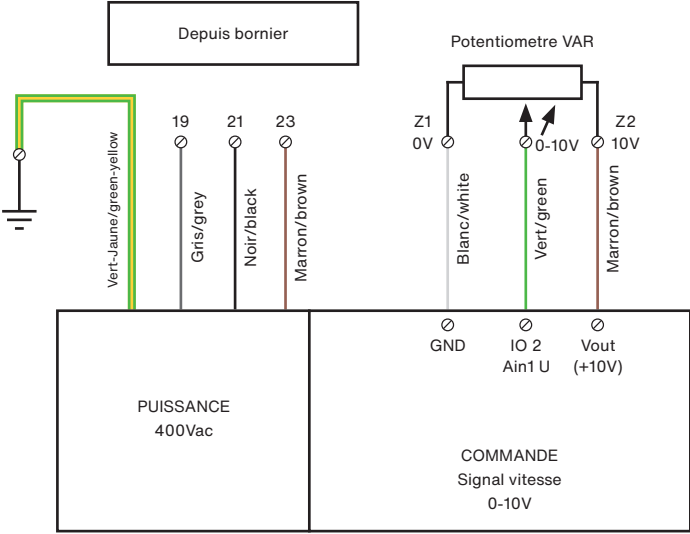 Depuis bornier
Potentiometre VAR
19
21
23
Z1
0V
0-10V
Z2
10V
Vert-Jaune/green-yellow
Gris/grey
Noir/black
Marron/brown
Blanc/white
Vert/green
Marron/brown
GND
IO 2
Ain1 U
Vout
(+10V)
PUISSANCE
400Vac
COMMANDE
Signal vitesse
0-10V